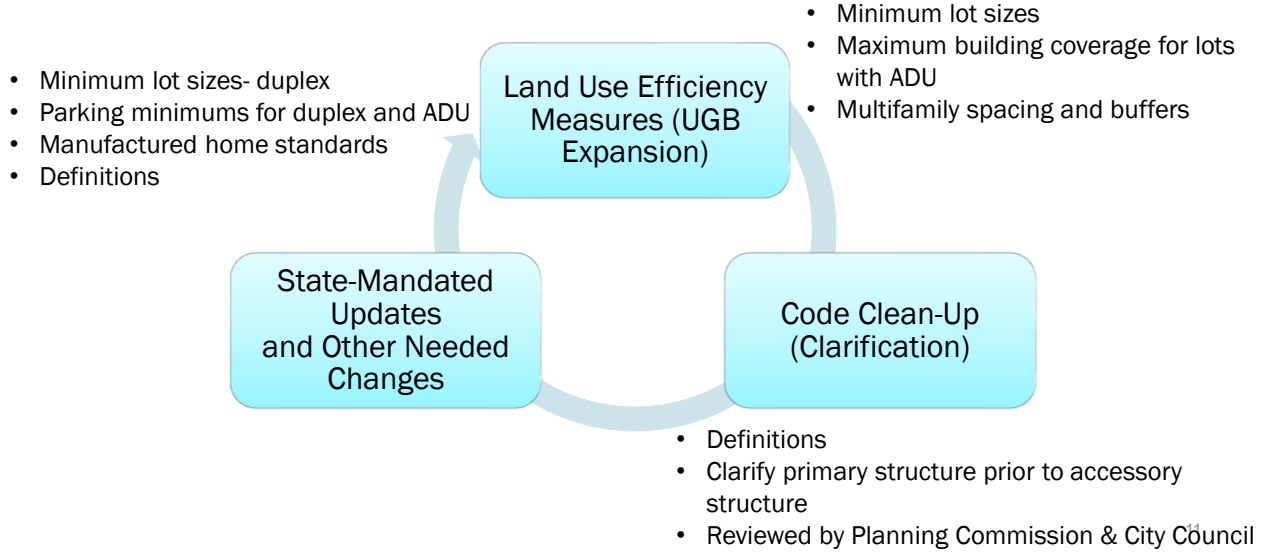 • Minimum lot sizes
• Maximum building coverage for lots
with ADU
• Multifamily spacing and buffers
Land Use Efficiency
Measures (UGB
Expansion)
• Minimum lot sizes- duplex
• Parking minimums for duplex and ADU
• Manufactured home standards
• Definitions
State-Mandated
Updates
and Other Needed
Changes
Code Clean-Up
(Clarification)
• Definitions
• Clarify primary structure prior to accessory
structure
• Reviewed by Planning Commission & City Council
11